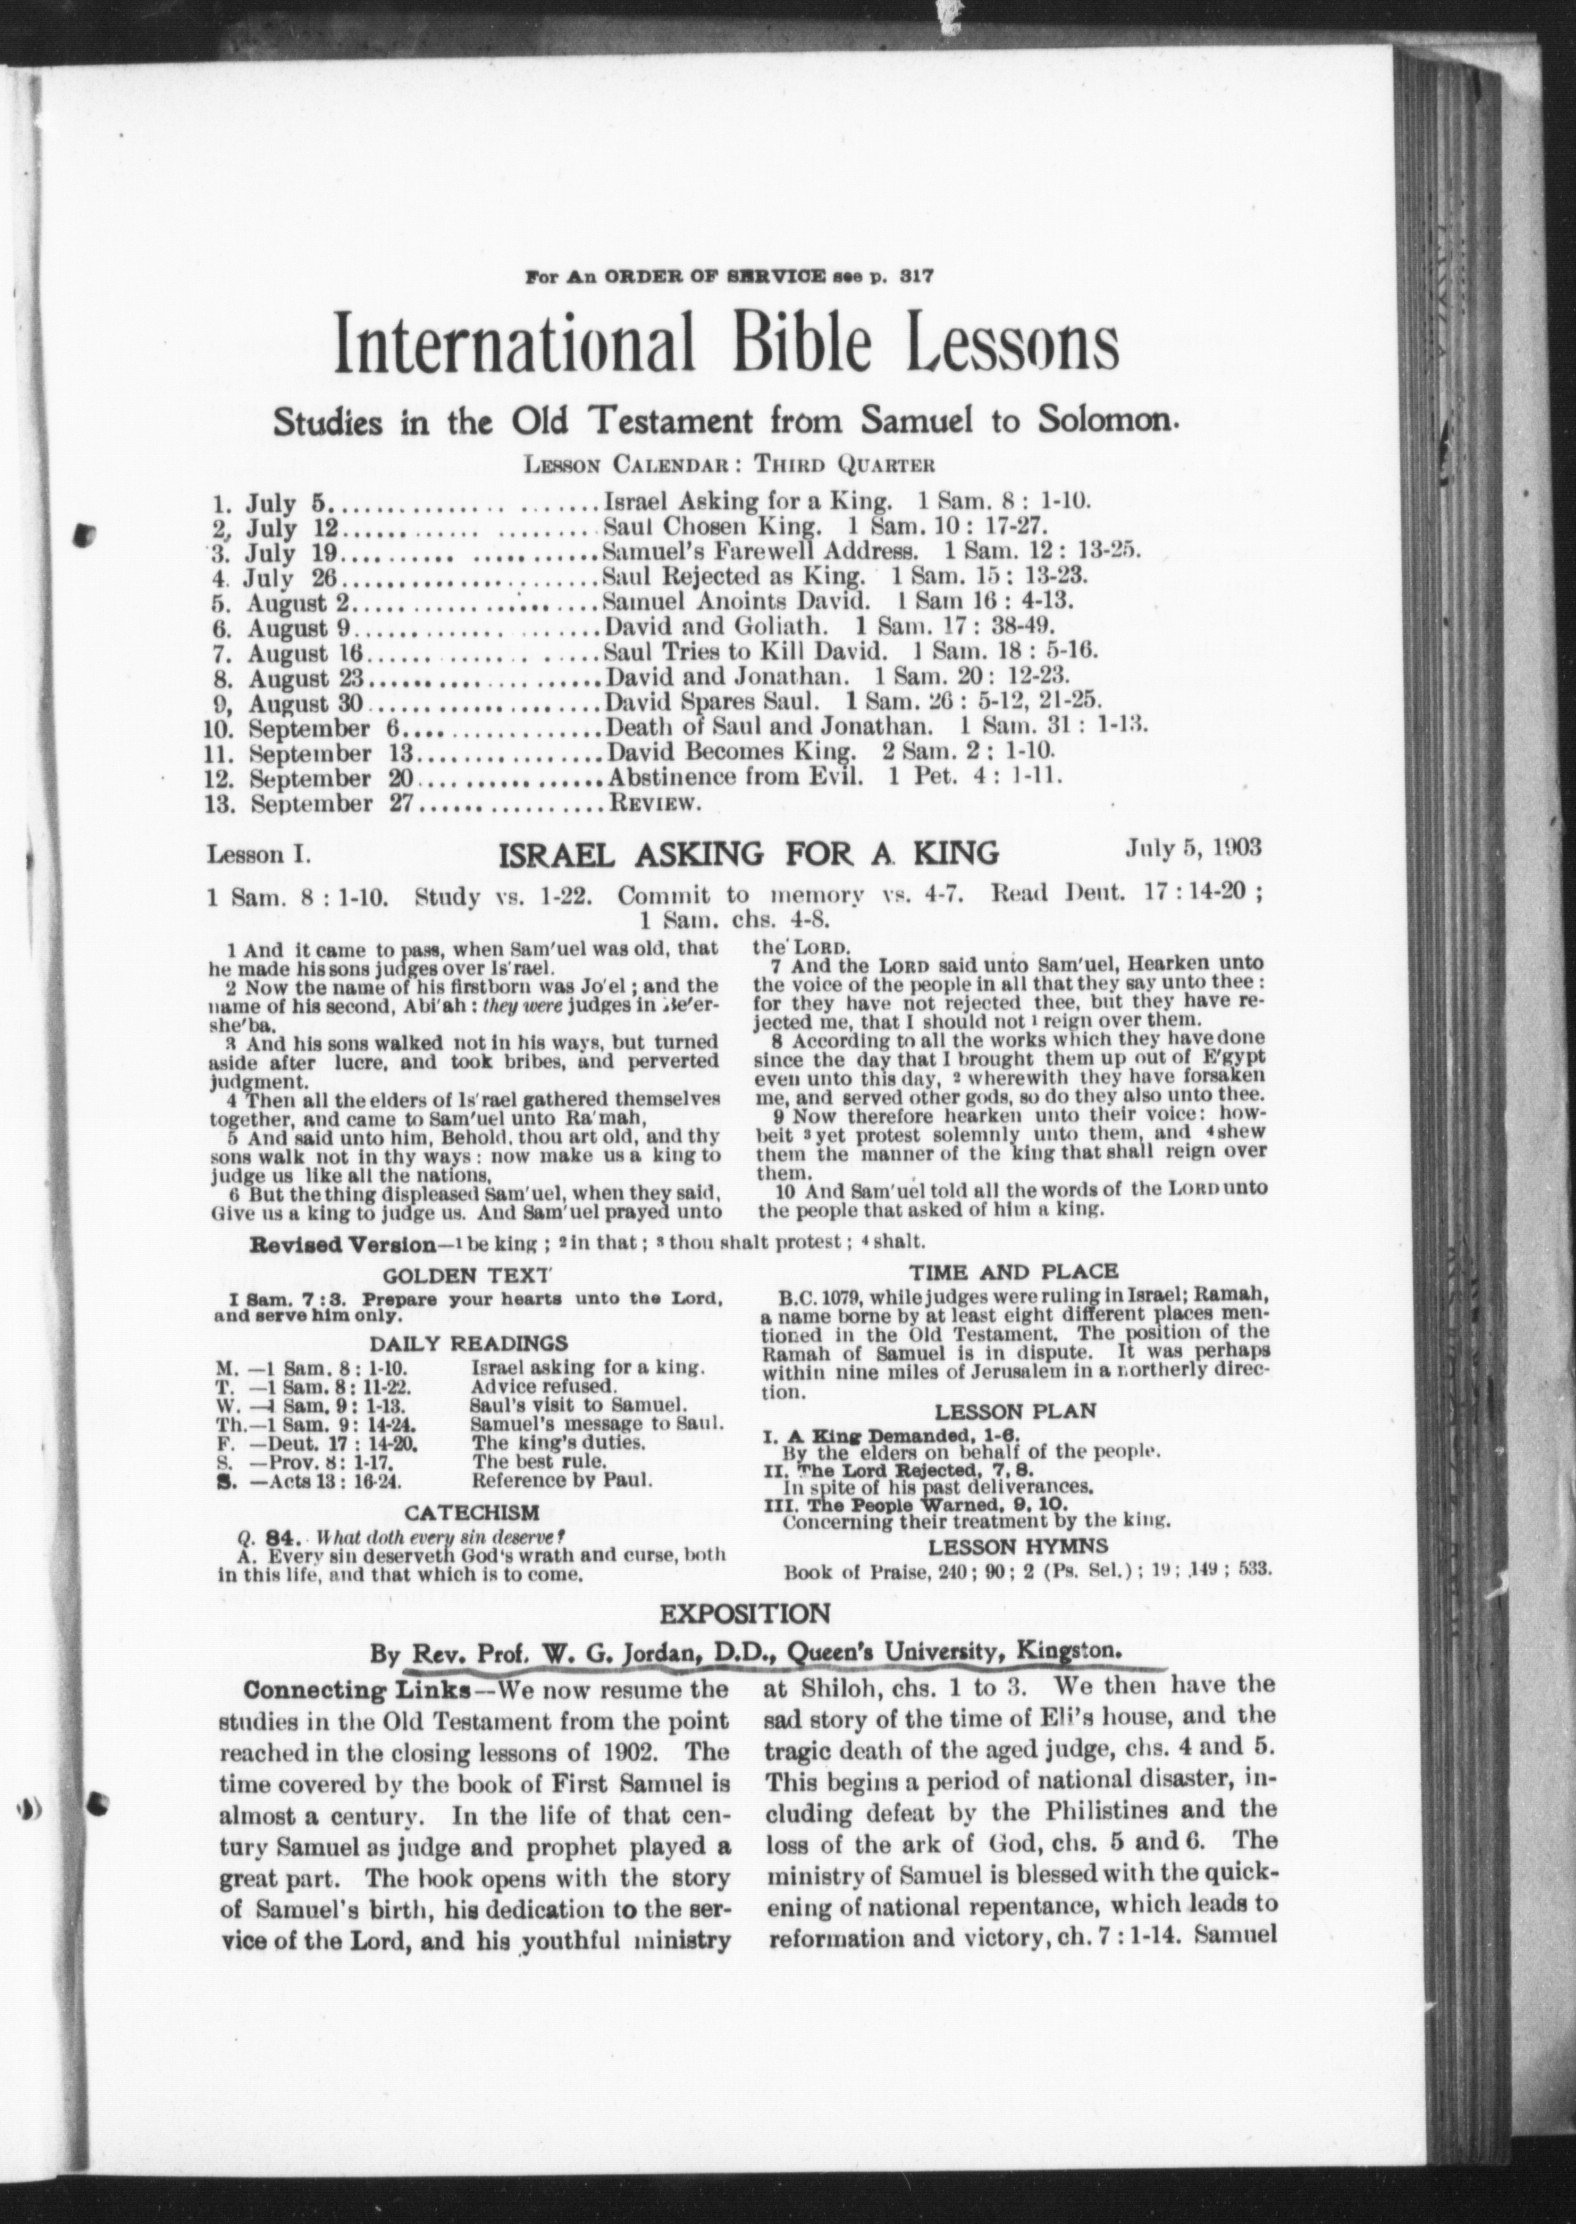 For An ORDER OF SERVICE see p. 317
International Bible Lessons
Studies in the Old Testament from Samuel to Solomon.
LESSON CALENDAR: THIRD QUARTER
1. July 5.....................Israel Asking for a King. 1 Sam. 8 : 1-10.
2, July 12.....................Saul Chosen King. 1 Sam. 10 : 17-27.
3. July 19.....................Samuel's Farewell Address. 1 Sam. 12 : 13-25.
4. July 26.....................Saul Rejected as King. 1 Sam. 15 : 13-23.
5. August 2.....................Samuel Anoints David. 1 Sam 16 : 4-13.
6. August 9.....................David and Goliath. 1 Sam. 17 : 38-49.
7. August 16.....................Saul Tries to Kill David. 1 Sam. 18 : 5-16.
8. August 23.....................David and Jonathan. 1 Sam. 20 : 12-23.
9, August 30.....................David Spares Saul. 1 Sam. 26 : 5-12, 21-25.
10. September 6.................Death of Saul and Jonathan. 1 Sam. 31 : 1-13.
11. September 13................David Becomes King. 2 Sam. 2 : 1-10.
12. September 20................Abstinence from Evil. 1 Pet. 4 : 1-11.
13. September 27................REVIEW.
Lesson I. ISRAEL ASKING FOR A KING July 5, 1903
1 Sam. 8 : 1-10. Study vs. 1-22. Commit to memory vs. 4-7. Read Deut. 17 : 14-20 ;
1 Sam. chs. 4-8.
1 And it came to pass, when Sam'uel was old, that
he made his sons judges over Is'rael.
2 Now the name of his firstborn was Jo'el ; and the
name of his second, Abi'ah : they were judges in Be'er-
she'ba.
3 And his sons walked not in his ways, but turned
aside after lucre, and took bribes, and perverted
judgment.
4 Then all the elders of Is'rael gathered themselves
together, and came to Sam'uel unto Ra'mah,
5 And said unto him, Behold, thou art old, and thy
sons walk not in thy ways : now make us a king to
judge us like all the nations,
6 But the thing displeased Sam'uel, when they said,
Give us a king to judge us. And Sam'uel prayed unto
the LORD.
7 And the LORD said unto Sam'uel, Hearken unto
the voice of the people in all that they say unto thee :
for they have not rejected thee, but they have re-
jected me, that I should not 1 reign over them.
8 According to all the works which they have done
since the day that I brought them up out of E'gypt
even unto this day, 2 wherewith they have forsaken
me, and served other gods, so do they also unto thee.
9 Now therefore hearken unto their voice: how-
beit 3 yet protest solemnly unto them, and 4 shew
them the manner of the king that shall reign over
them.
10 And Sam'uel told all the words of the LORD unto
the people that asked of him a king.
Revised Version—1 be king ; 2 in that ; 3 thou shalt protest ; 4 shalt.
GOLDEN TEXT
I Sam. 7 : 3. Prepare your hearts unto the Lord,
and serve him only.
DAILY READINGS
M. —1 Sam. 8 : 1-10. Israel asking for a king.
T. —1 Sam. 8 : 11-22. Advice refused.
W. —1 Sam. 9 : 1-13. Saul's visit to Samuel.
Th.—1 Sam. 9 : 14-24. Samuel's message to Saul.
F. —Deut. 17 : 14-20. The king's duties.
S. —Prov. 8 : 1-17. The best rule.
S. —Acts 13 : 16-24. Reference by Paul.
CATECHISM
Q. 84. What doth every sin deserve?
A. Every sin deserveth God's wrath and curse, both
in this life, and that which is to come.
TIME AND PLACE
B.C. 1079, while judges were ruling in Israel; Ramah,
a name borne by at least eight different places men-
tioned in the Old Testament. The position of the
Ramah of Samuel is in dispute. It was perhaps
within nine miles of Jerusalem in a northerly direc-
tion.
LESSON PLAN
I. A King Demanded, 1-6.
By the elders on behalf of the people.
II. The Lord Rejected, 7, 8.
In spite of his past deliverances.
III. The People Warned, 9, 10.
Concerning their treatment by the king.
LESSON HYMNS
Book of Praise, 240 ; 90 ; 2 (Ps. Sel.) ; 19 ; 149 ; 533.
EXPOSITION
By Rev. Prof. W. G. Jordan, D.D., Queen's University, Kingston.
Connecting Links—We now resume the
studies in the Old Testament from the point
reached in the closing lessons of 1902. The
time covered by the book of First Samuel is
almost a century. In the life of that cen-
tury Samuel as judge and prophet played a
great part. The book opens with the story
of Samuel's birth, his dedication to the ser-
vice of the Lord, and his youthful ministry
at Shiloh, chs. 1 to 3. We then have the
sad story of the time of Eli's house, and the
tragic death of the aged judge, chs. 4 and 5.
This begins a period of national disaster, in-
cluding defeat by the Philistines and the
loss of the ark of God, chs. 5 and 6. The
ministry of Samuel is blessed with the quick-
ening of national repentance, which leads to
reformation and victory, ch. 7 : 1-14. Samuel